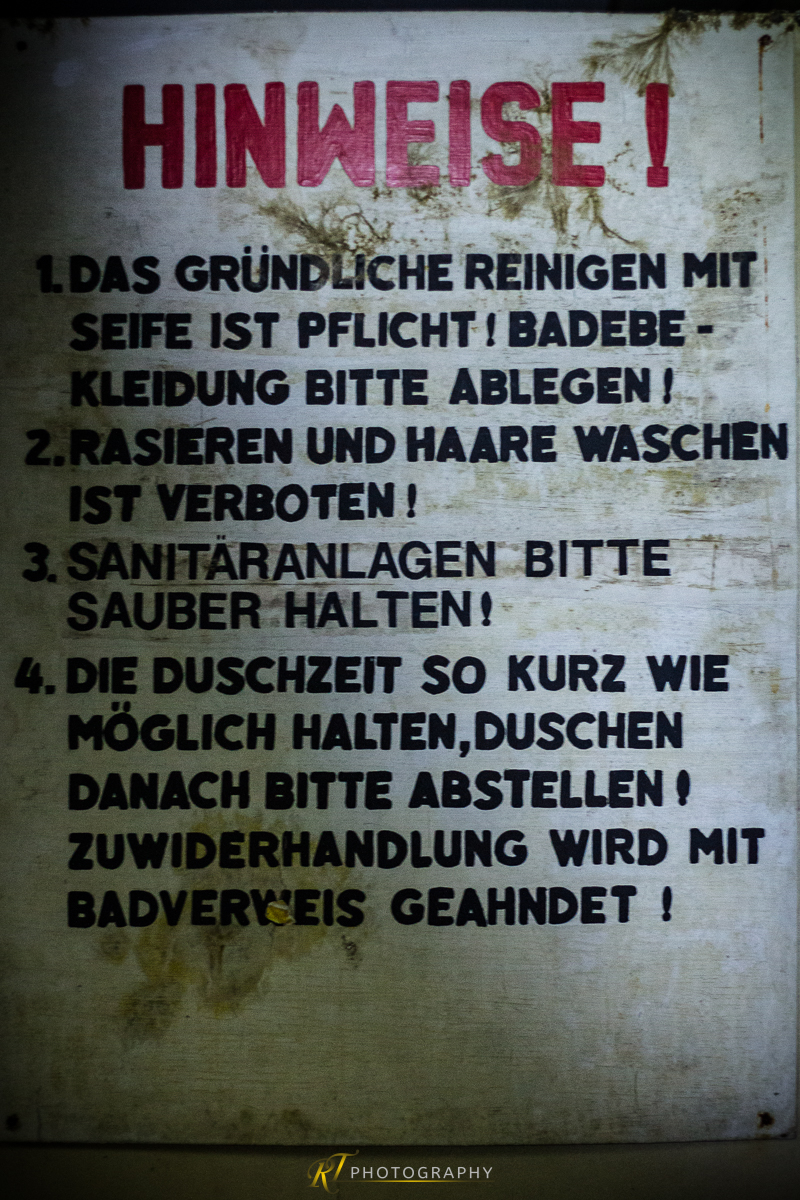 HINWEISE !
1. DAS GRÜNDLICHE REINIGEN MIT
SEIFE IST PFLICHT! BADEBE-
KLEIDUNG BITTE ABLEGEN!
2. RASIEREN UND HAARE WASCHEN
IST VERBOTEN!
3. SANITÄRANLAGEN BITTE
SAUBER HALTEN!
4. DIE DUSCHZEIT SO KURZ WIE
MÖGLICH HALTEN, DUSCHEN
DANACH BITTE ABSTELLEN!
ZUWIDERHANDLUNG WIRD MIT
BADVERWEIS GEAHNDET !
RT PHOTOGRAPHY